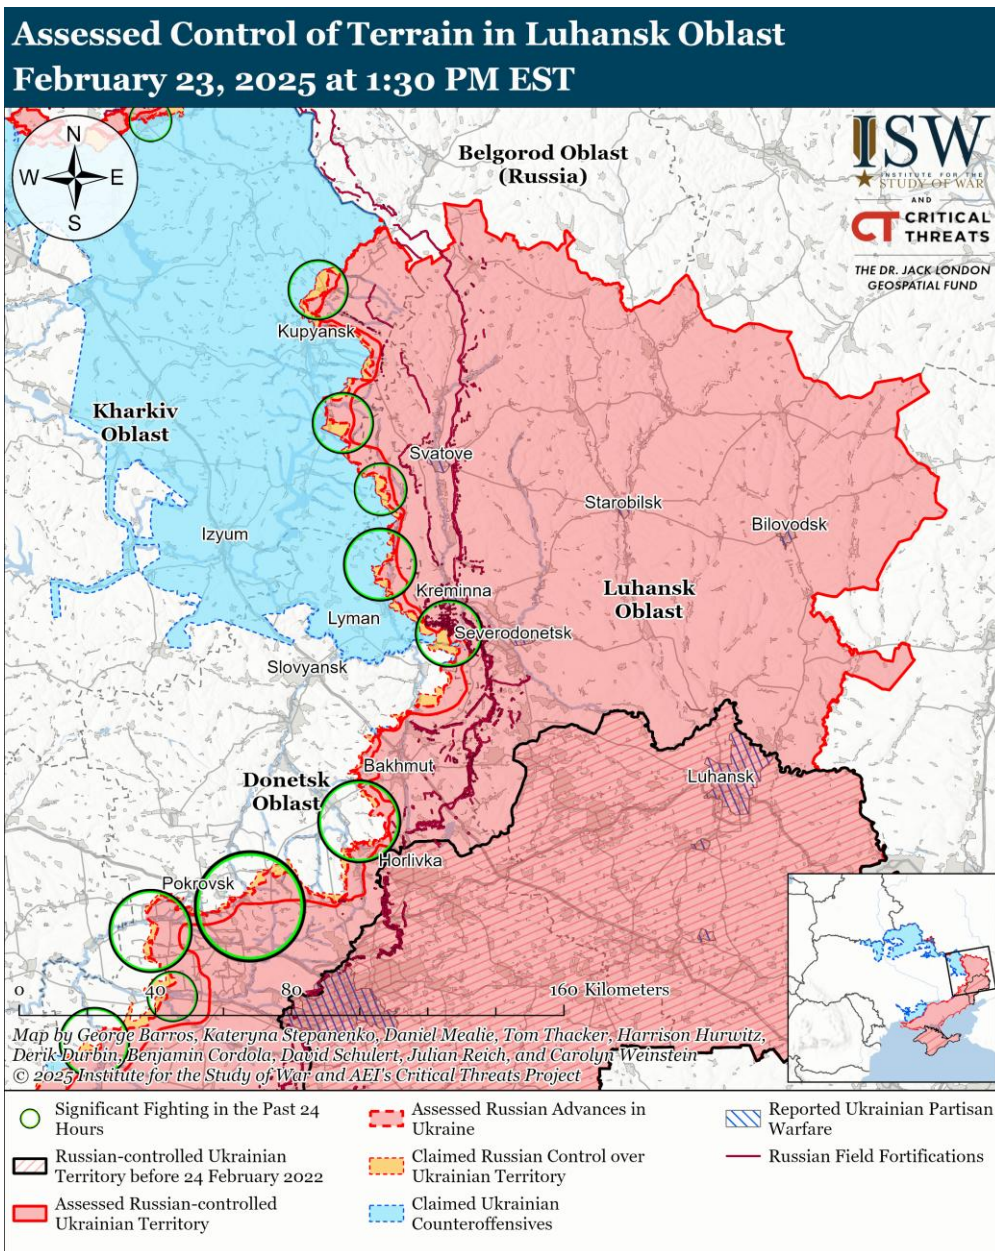 Assessed Control of Terrain in Luhansk Oblast
February 23, 2025 at 1:30 PM EST
N
W
E
S
Belgorod Oblast
(Russia)
ISW
INSTITUTE FOR THE
STUDY OF WAR
AND
CT CRITICAL
THREATS
THE DR. JACK LONDON
GEOSPATIAL FUND
Kupyansk
Kharkiv
Oblast
Svatove
Starobilsk
Bilovodsk
Izyum
Kreminna
Luhansk
Oblast
Lyman
Severodonetsk
Slovyansk
Bakhmut
Luhansk
Donetsk
Oblast
Horlivka
Pokrovsk
0
40
80
160 Kilometers
Map by George Barros, Kateryna Stepanenko, Daniel Mealie, Tom Thacker, Harrison Hurwitz,
Derik Durbin, Benjamin Cordola, David Schulert, Julian Reich, and Carolyn Weinstein
© 2025 Institute for the Study of War and AEI's Critical Threats Project
Significant Fighting in the Past 24
Hours
Russian-controlled Ukrainian
Territory before 24 February 2022
Assessed Russian-controlled
Ukrainian Territory
Assessed Russian Advances in
Ukraine
Claimed Russian Control over
Ukrainian Territory
Claimed Ukrainian
Counteroffensives
Reported Ukrainian Partisan
Warfare
Russian Field Fortifications